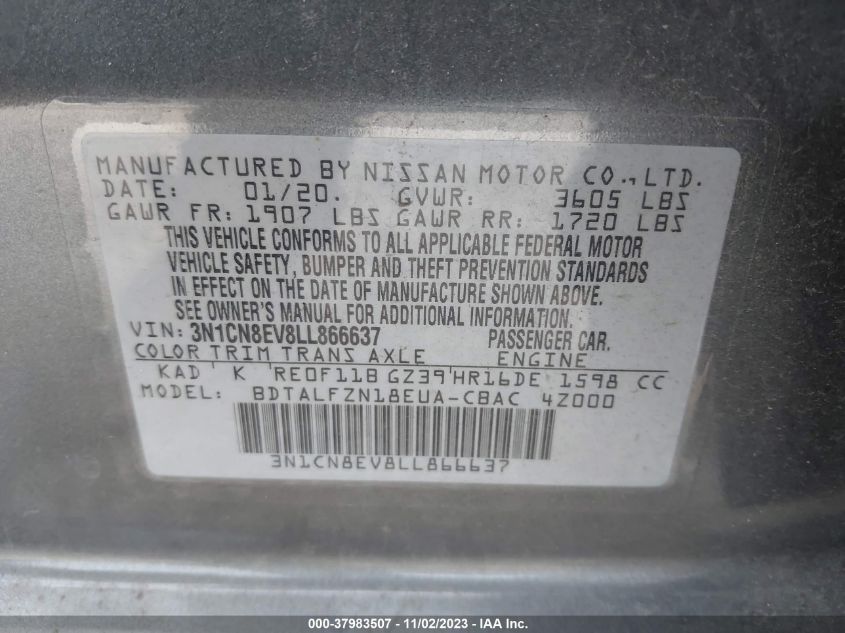 MANUFACTURED BY NISSAN MOTOR CO., LTD.
DATE: 01/20. GVWR: 3605 LBS
GAWR FR: 1907 LBS GAWR RR: 1720 LBS
THIS VEHICLE CONFORMS TO ALL APPLICABLE FEDERAL MOTOR
VEHICLE SAFETY, BUMPER AND THEFT PREVENTION STANDARDS
IN EFFECT ON THE DATE OF MANUFACTURE SHOWN ABOVE.
SEE OWNER'S MANUAL FOR ADDITIONAL INFORMATION.
VIN: 3N1CN8EV8LL866637 PASSENGER CAR.
COLOR TRIM TRANS AXLE ENGINE
KAD K RE0F11B GZ39 HR16DE 1598 CC
MODEL: BDTALFZN18EUA-CBAC 4Z000
3N1CN8EV8LL866637
000-37983507 - 11/02/2023 - Copyright © IAA, Inc.